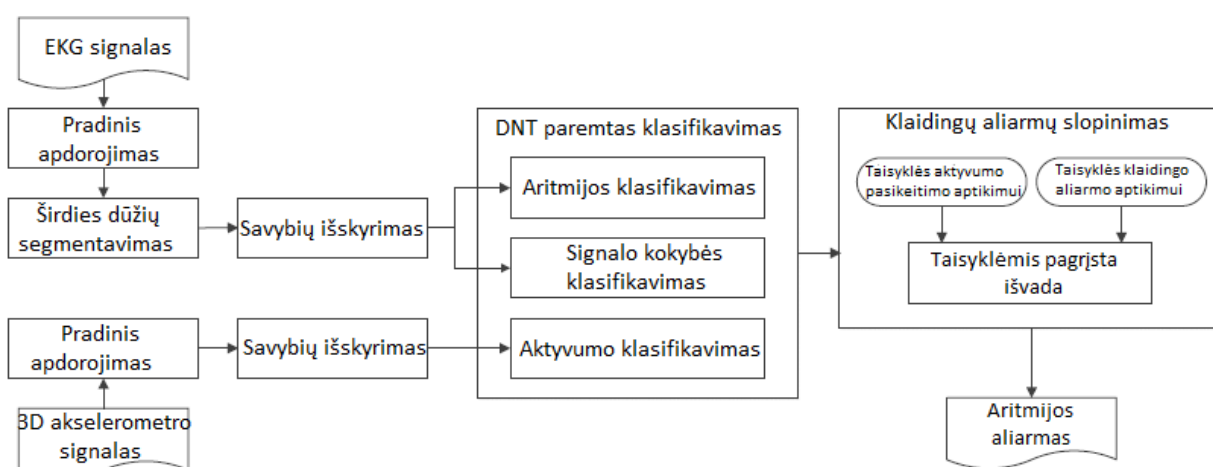 EKG signalas
Pradinis
apdorojimas
Širdies dūžių
segmentavimas
Savybių išskyrimas
DNT paremtas klasifikavimas
Aritmijos klasifikavimas
Signalo kokybės
klasifikavimas
Pradinis
apdorojimas
Savybių išskyrimas
Aktyvumo klasifikavimas
3D akselerometro
signalas
Klaidingų aliarmų slopinimas
Taisyklės aktyvumo
pasikeitimo aptikimui
Taisyklės klaidingo
aliarmo aptikimui
Taisyklėmis pagrįsta
išvada
Aritmijos
aliarmas